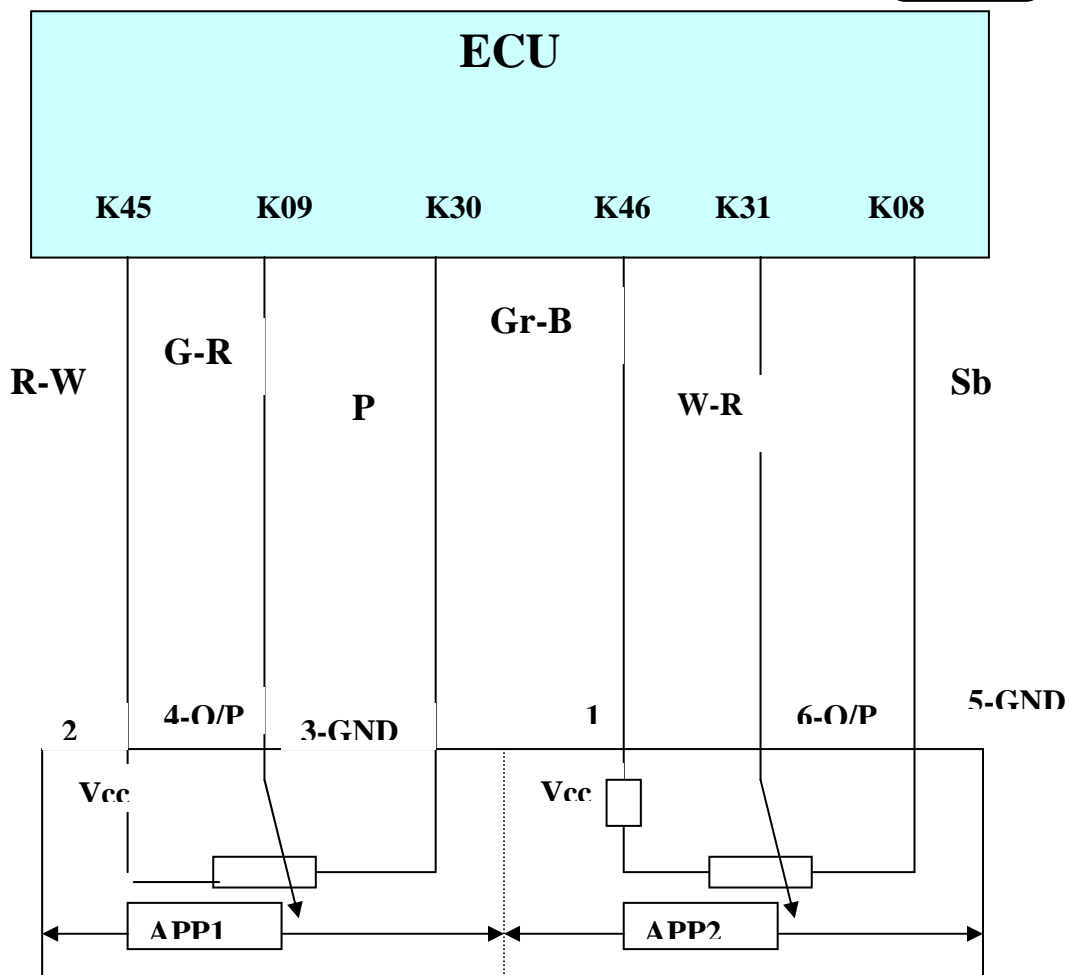 ECU
K45 K09 K30 K46 K31 K08
Gr-B
G-R
R-W
Sb
P
W-R
5-GND
2
4-O/P
3-GND
1
6-O/P
Vcc
Vcc
APP1
APP2